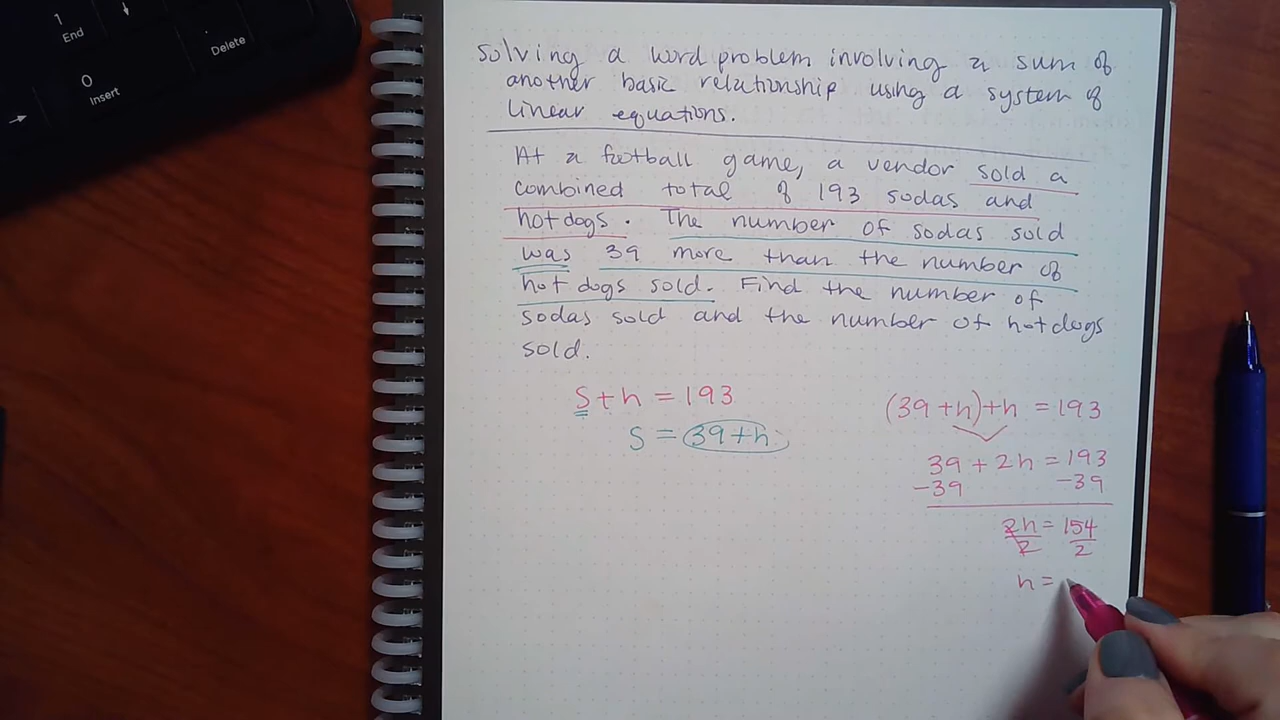 1
End
↓
.
Delete
0
Insert
→
solving a word problem involving a sum of
another basic relationship using a system of
linear equations.
At a football game, a vendor sold a
combined total of 193 sodas and
hotdogs. The number of sodas sold
was 39 more than the number of
hot dogs sold. Find the number of
sodas sold and the number of hotdogs
sold.
S + h = 193
S = 39 + h
(39 + h) + h = 193
39 + 2h = 193
-39 -39
2h = 154
2 2
h =